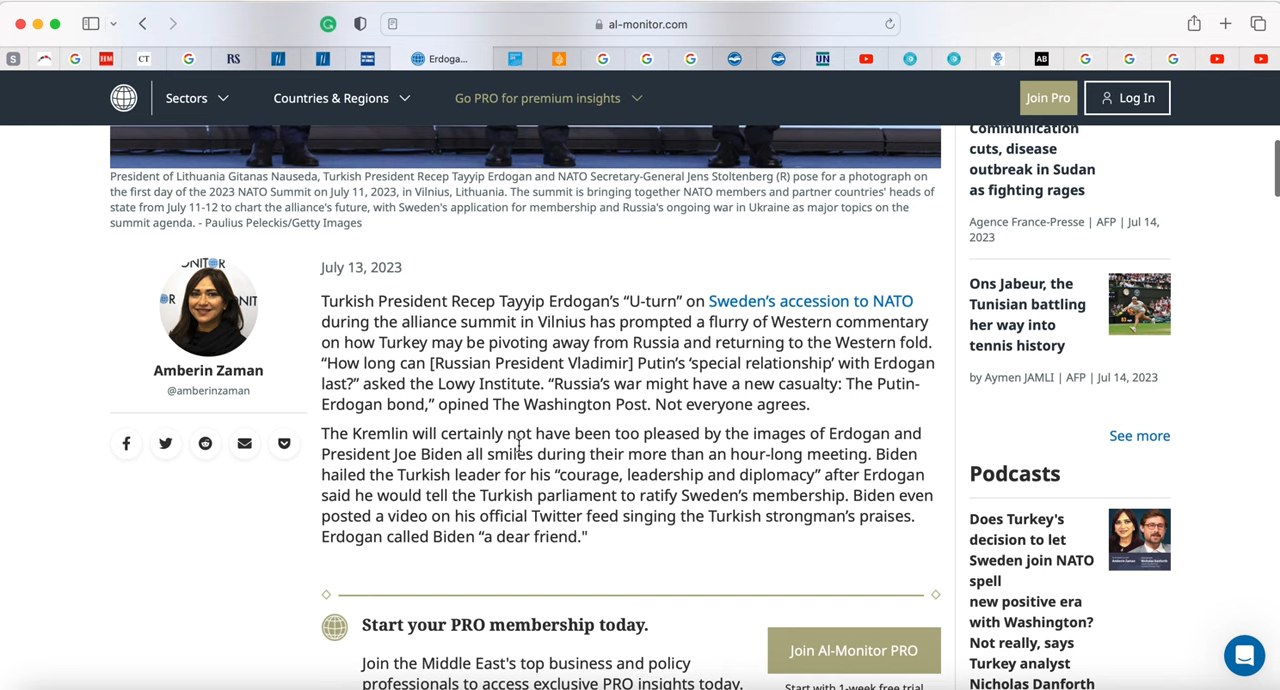 al-monitor.com
S
HM
CT
RS
Erdoga...
UN
AB
Sectors
Countries & Regions
Go PRO for premium insights
Join Pro
Log In
President of Lithuania Gitanas Nauseda, Turkish President Recep Tayyip Erdogan and NATO Secretary-General Jens Stoltenberg (R) pose for a photograph on
the first day of the 2023 NATO Summit on July 11, 2023, in Vilnius, Lithuania. The summit is bringing together NATO members and partner countries' heads of
state from July 11-12 to chart the alliance's future, with Sweden's application for membership and Russia's ongoing war in Ukraine as major topics on the
summit agenda. - Paulius Peleckis/Getty Images
Amberin Zaman
@amberinzaman
July 13, 2023
Turkish President Recep Tayyip Erdogan’s “U-turn” on Sweden’s accession to NATO
during the alliance summit in Vilnius has prompted a flurry of Western commentary
on how Turkey may be pivoting away from Russia and returning to the Western fold.
“How long can [Russian President Vladimir] Putin’s ‘special relationship’ with Erdogan
last?” asked the Lowy Institute. “Russia’s war might have a new casualty: The Putin-
Erdogan bond,” opined The Washington Post. Not everyone agrees.
The Kremlin will certainly not have been too pleased by the images of Erdogan and
President Joe Biden all smiles during their more than an hour-long meeting. Biden
hailed the Turkish leader for his “courage, leadership and diplomacy” after Erdogan
said he would tell the Turkish parliament to ratify Sweden’s membership. Biden even
posted a video on his official Twitter feed singing the Turkish strongman’s praises.
Erdogan called Biden “a dear friend."
Start your PRO membership today.
Join the Middle East's top business and policy
professionals to access exclusive PRO insights today.
Join Al-Monitor PRO
Start with 1-week free trial
Communication
cuts, disease
outbreak in Sudan
as fighting rages
Agence France-Presse | AFP | Jul 14,
2023
Ons Jabeur, the
Tunisian battling
her way into
tennis history
by Aymen JAMLI | AFP | Jul 14, 2023
See more
Podcasts
Does Turkey's
decision to let
Sweden join NATO
spell
new positive era
with Washington?
Not really, says
Turkey analyst
Nicholas Danforth